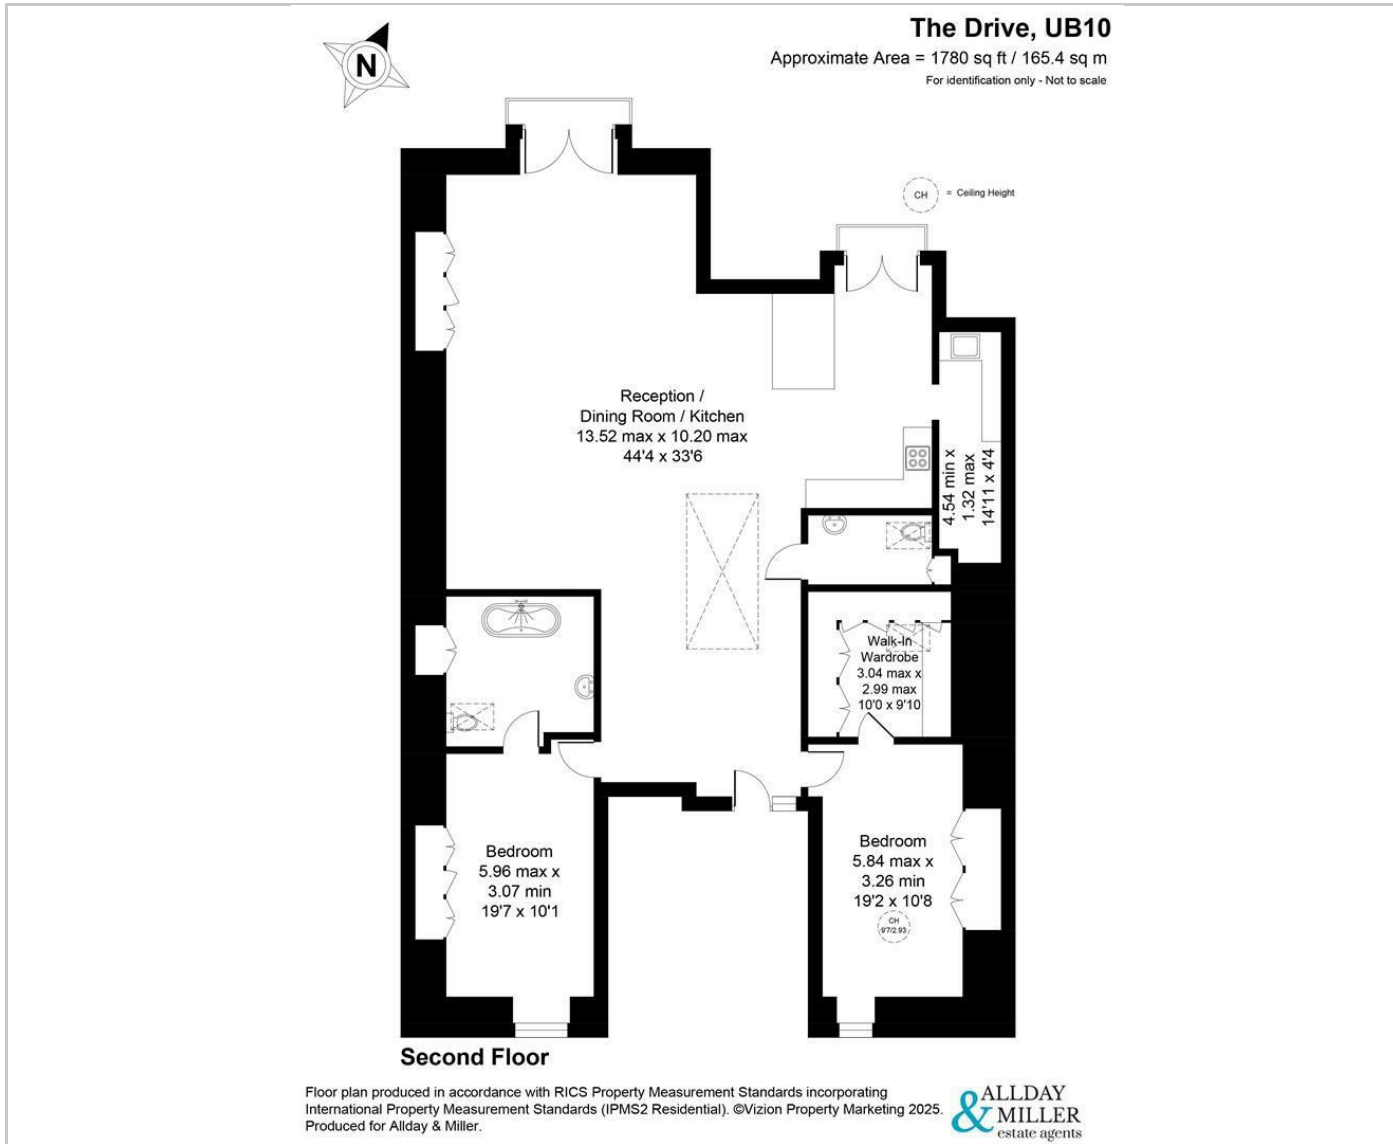 The Drive, UB10
Approximate Area = 1780 sq ft / 165.4 sq m
For identification only - Not to scale
N
CH = Ceiling Height
Reception /
Dining Room / Kitchen
13.52 max x 10.20 max
44'4 x 33'6
4.54 min x
1.32 max
14'11 x 4'4
Walk-In
Wardrobe
3.04 max x
2.99 max
10'0 x 9'10
Bedroom
5.96 max x
3.07 min
19'7 x 10'1
Bedroom
5.84 max x
3.26 min
19'2 x 10'8
CH
9'7/2.93
Second Floor
Floor plan produced in accordance with RICS Property Measurement Standards incorporating
International Property Measurement Standards (IPMS2 Residential). ©Vizion Property Marketing 2025.
Produced for Allday & Miller.
ALLDAY
& MILLER
estate agents